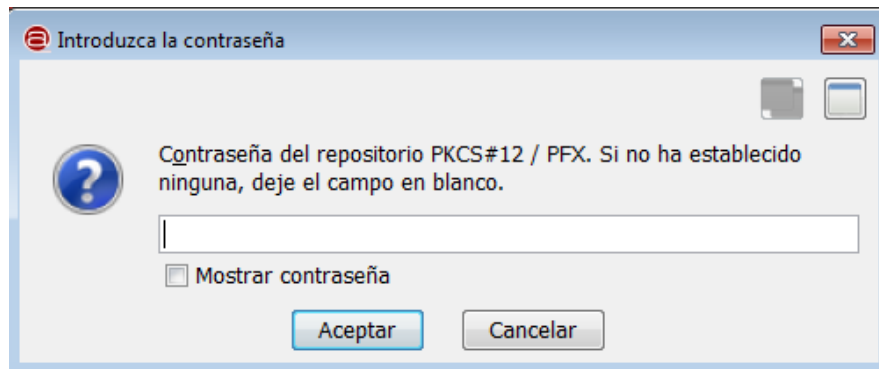 Introduzca la contraseña
Contraseña del repositorio PKCS#12 / PFX. Si no ha establecido
ninguna, deje el campo en blanco.
Mostrar contraseña
Aceptar Cancelar